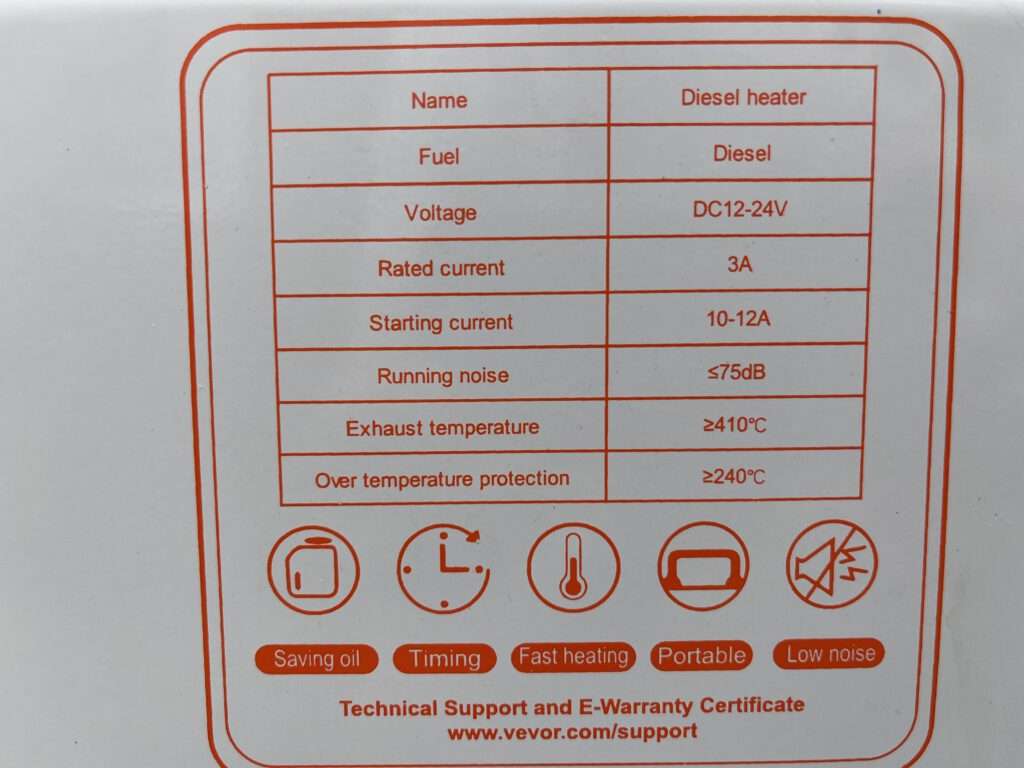 Name Diesel heater
Fuel Diesel
Voltage DC12-24V
Rated current 3A
Starting current 10-12A
Running noise ≤75dB
Exhaust temperature ≥410℃
Over temperature protection ≥240℃
Saving oil Timing Fast heating Portable Low noise
Technical Support and E-Warranty Certificate
www.vevor.com/support